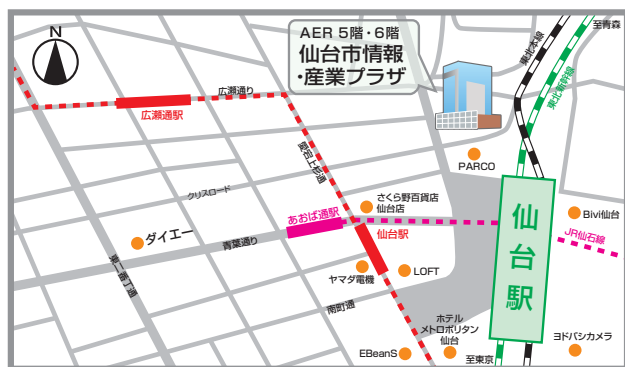 N
AER 5階・6階
仙台市情報
・産業プラザ
至青森
東北本線
東北新幹線
広瀬通り
広瀬通駅
愛宕上杉通
PARCO
クリスロード
さくら野百貨店
仙台店
あおば通駅
仙台駅
仙台駅
Bivi仙台
JR仙石線
ダイエー
青葉通り
東二番丁通
ヤマダ電機
LOFT
南町通
ホテル
メトロポリタン
仙台
EBeanS
至東京
ヨドバシカメラ